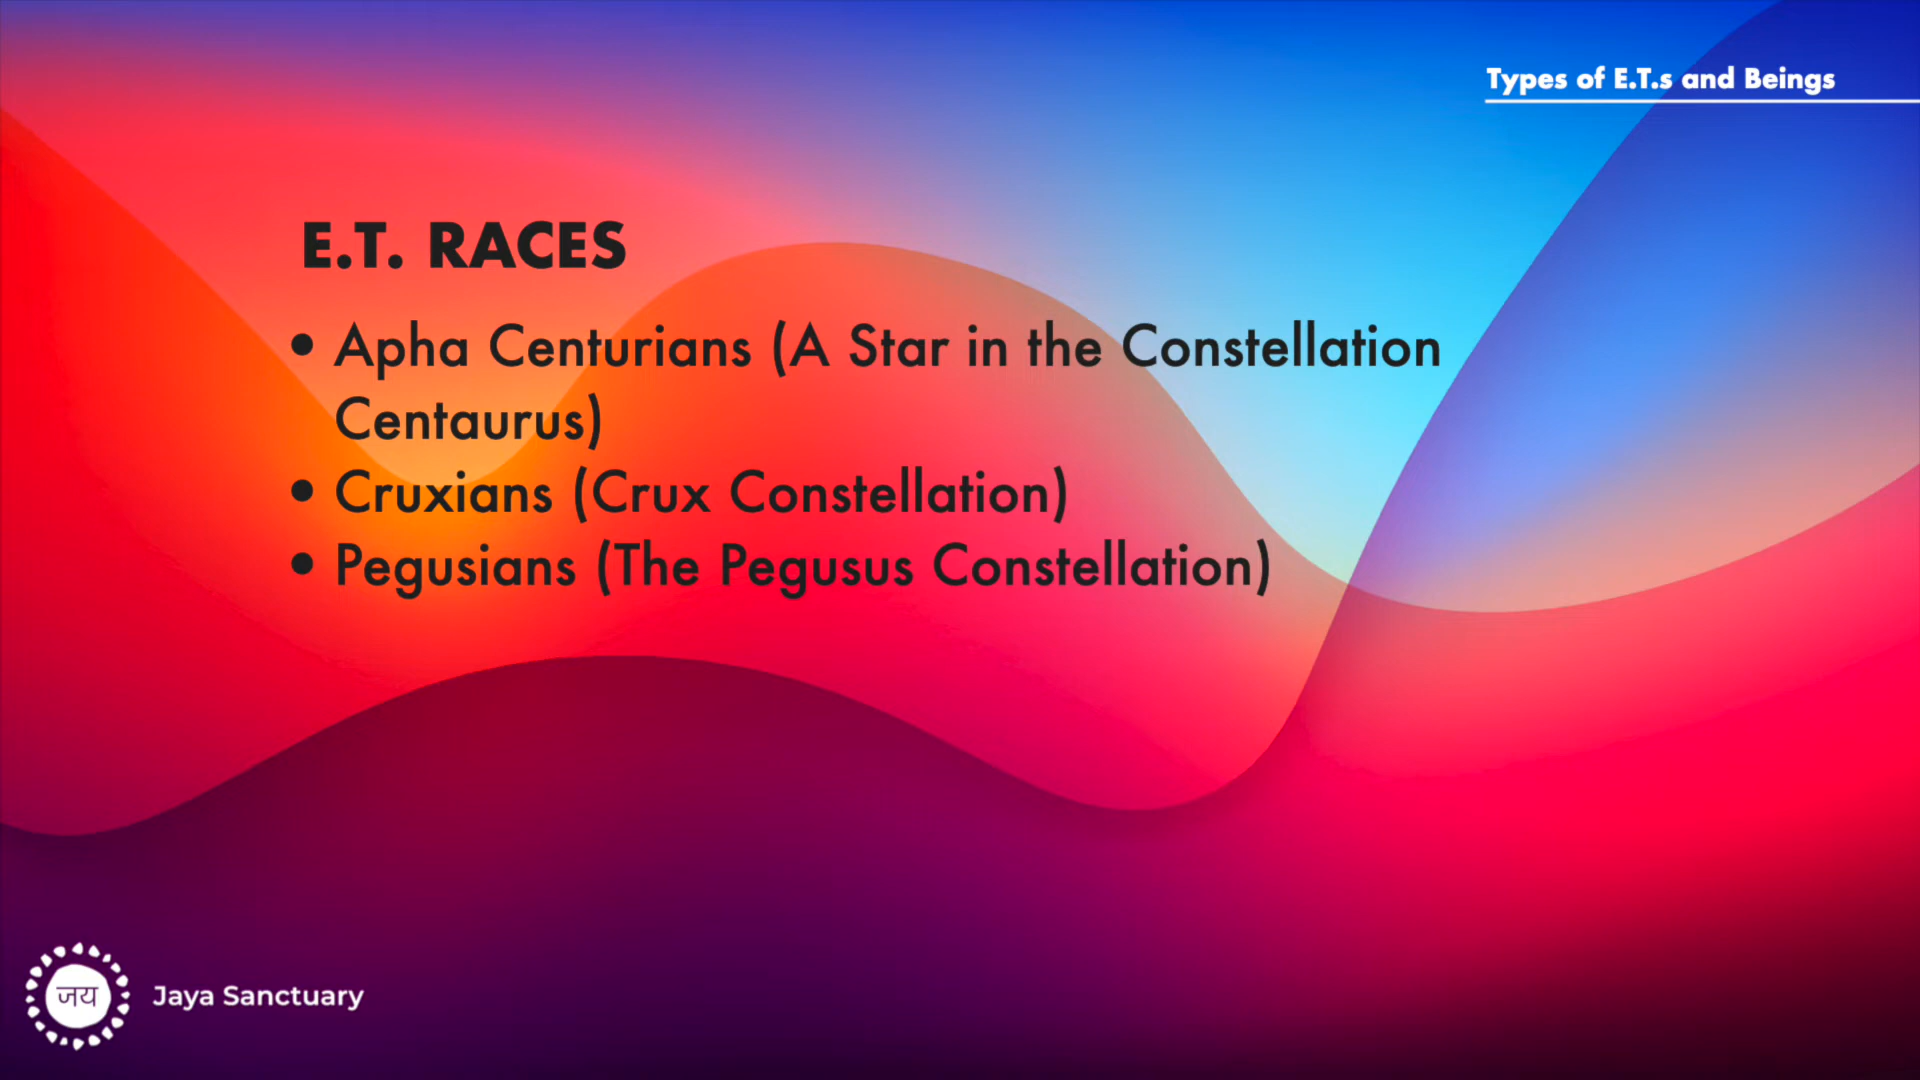 Types of E.T.s and Beings
E.T. RACES
• Apha Centurians (A Star in the Constellation
Centaurus)
• Cruxians (Crux Constellation)
• Pegusians (The Pegusus Constellation)
जय
Jaya Sanctuary